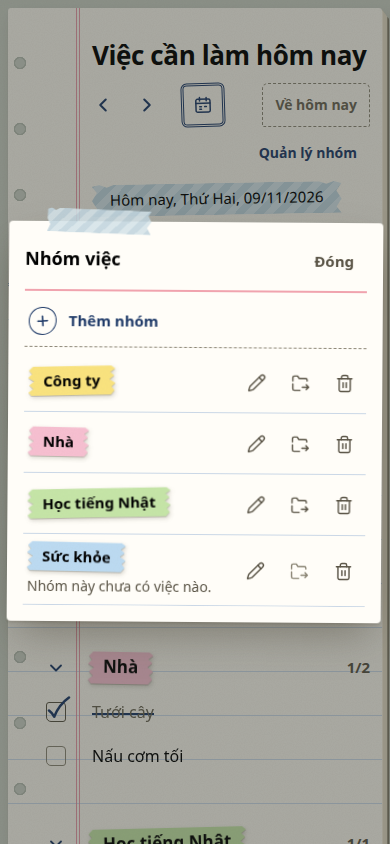 Việc cần làm hôm nay
Về hôm nay
Quản lý nhóm
Hôm nay, Thứ Hai, 09/11/2026
Nhóm việc
Đóng
Thêm nhóm
Công ty
Nhà
Học tiếng Nhật
Sức khỏe
Nhóm này chưa có việc nào.
Nhà
1/2
Tưới cây
Nấu cơm tối
Học tiếng Nhật
1/1